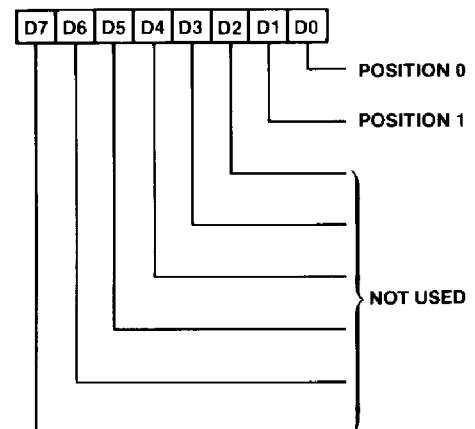 D7 D6 D5 D4 D3 D2 D1 D0
POSITION 0
POSITION 1
NOT USED